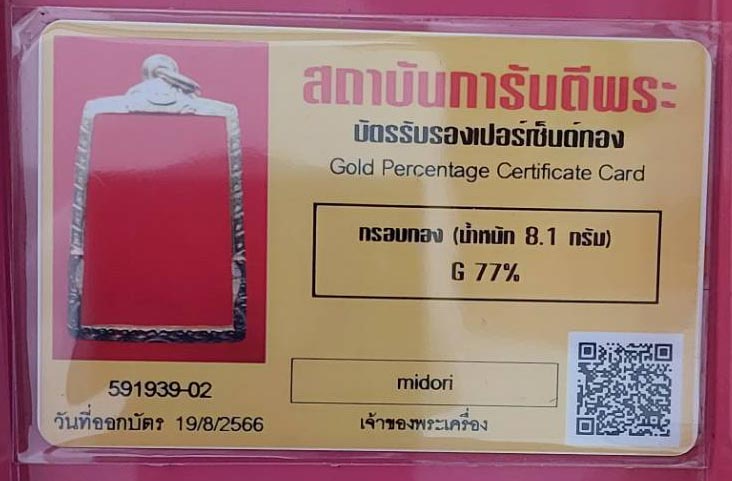 สถาบันการันตีพระ
บัตรรับรองเปอร์เซ็นต์ทอง
Gold Percentage Certificate Card
กรอบทอง (น้ำหนัก 8.1 กรัม)
G 77%
591939-02
วันที่ออกบัตร 19/8/2566
midori
เจ้าของพระเครื่อง